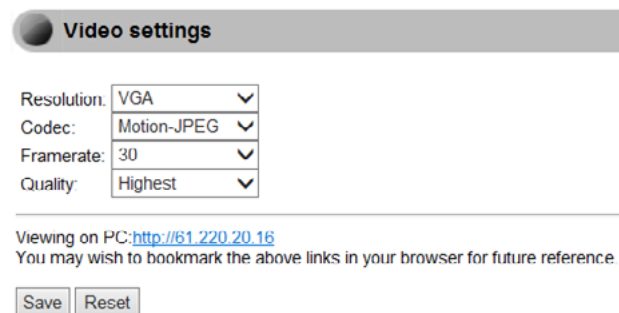 Video settings
Resolution: VGA
Codec: Motion-JPEG
Framerate: 30
Quality: Highest
Viewing on PC:http://61.220.20.16
You may wish to bookmark the above links in your browser for future reference.
Save Reset